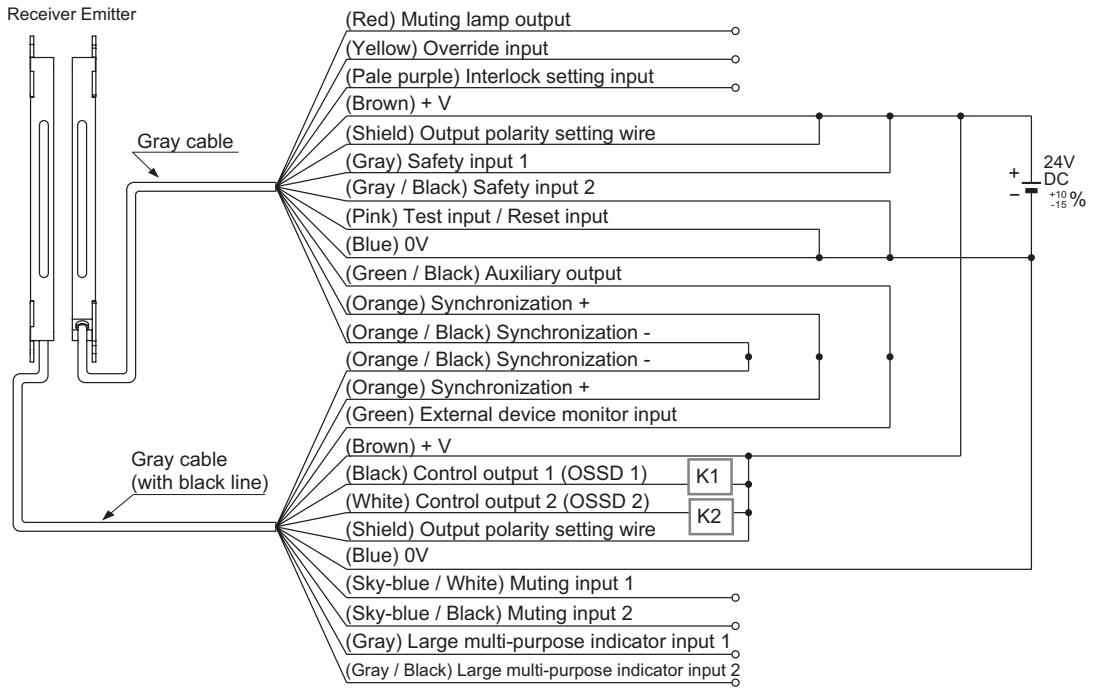 Receiver Emitter
(Red) Muting lamp output
(Yellow) Override input
(Pale purple) Interlock setting input
(Brown) + V
(Shield) Output polarity setting wire
Gray cable
(Gray) Safety input 1
(Gray / Black) Safety input 2
(Pink) Test input / Reset input
(Blue) 0V
(Green / Black) Auxiliary output
(Orange) Synchronization +
(Orange / Black) Synchronization -
+
-
24V
DC
+10
-15 %
(Orange / Black) Synchronization -
(Orange) Synchronization +
(Green) External device monitor input
(Brown) + V
Gray cable
(with black line)
(Black) Control output 1 (OSSD 1)
K1
(White) Control output 2 (OSSD 2)
K2
(Shield) Output polarity setting wire
(Blue) 0V
(Sky-blue / White) Muting input 1
(Sky-blue / Black) Muting input 2
(Gray) Large multi-purpose indicator input 1
(Gray / Black) Large multi-purpose indicator input 2